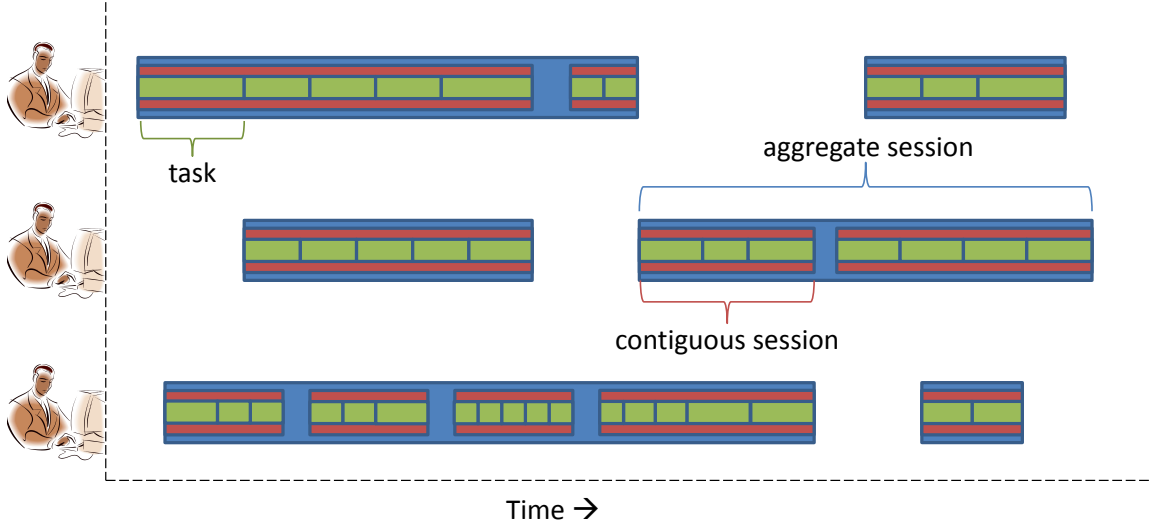 task
aggregate session
contiguous session
Time →